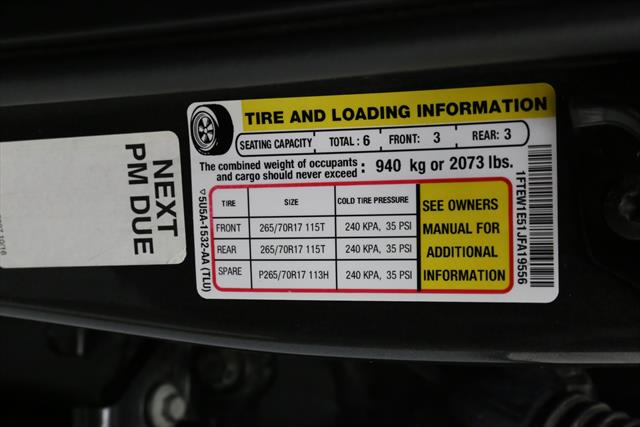 NEXT
PM DUE
TIRE AND LOADING INFORMATION
SEATING CAPACITY TOTAL : 6 FRONT: 3 REAR: 3
The combined weight of occupants
and cargo should never exceed : 940 kg or 2073 lbs.
TIRE SIZE COLD TIRE PRESSURE
FRONT 265/70R17 115T 240 KPA, 35 PSI
REAR 265/70R17 115T 240 KPA, 35 PSI
SPARE P265/70R17 113H 240 KPA, 35 PSI
SEE OWNERS
MANUAL FOR
ADDITIONAL
INFORMATION
5U5A-1532-AA (TLU)
1FTEW1E51JFA19556